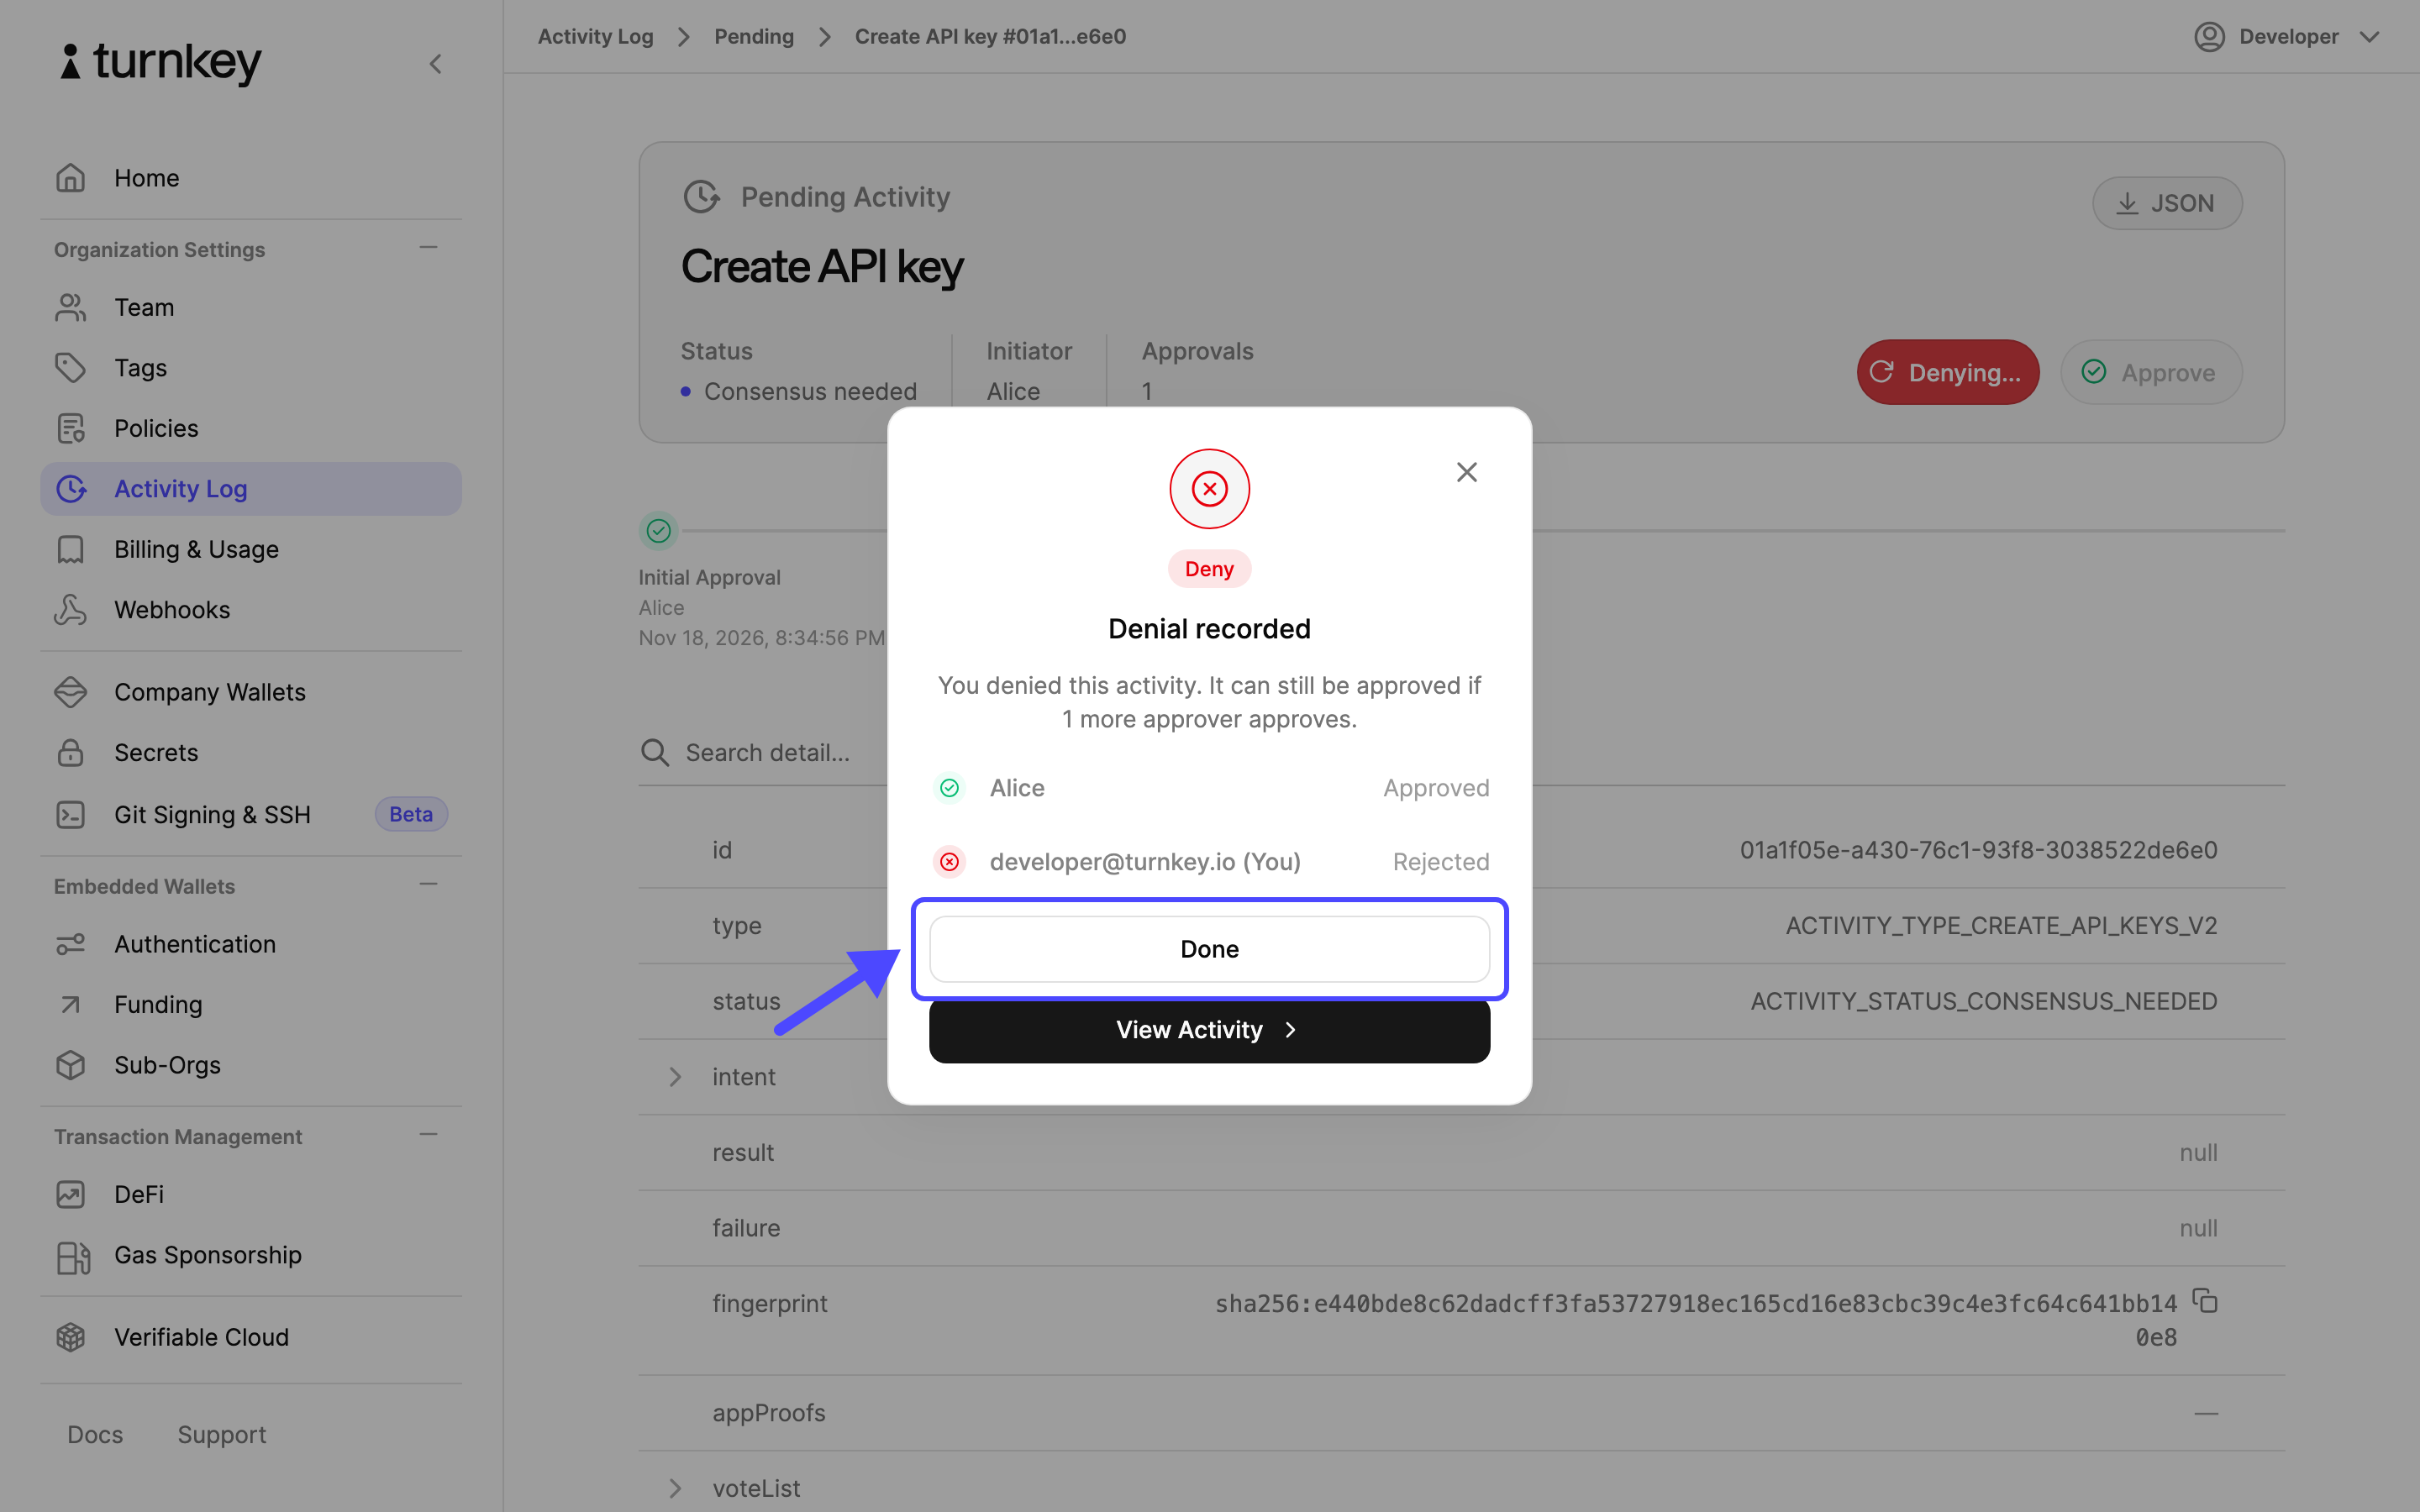 turnkey
Home
Organization Settings
Team
Tags
Policies
Activity Log
Billing & Usage
Webhooks
Company Wallets
Secrets
Git Signing & SSH Beta
Embedded Wallets
Authentication
Funding
Sub-Orgs
Transaction Management
DeFi
Gas Sponsorship
Verifiable Cloud
Docs Support
Activity Log Pending Create API key #01a1...e6e0
Developer
Pending Activity
JSON
Create API key
Status Initiator Approvals
Consensus needed Alice 1
Denying... Approve
Initial Approval
Alice
Nov 18, 2026, 8:34:56 PM
Search detail...
id 01a1f05e-a430-76c1-93f8-3038522de6e0
type ACTIVITY_TYPE_CREATE_API_KEYS_V2
status ACTIVITY_STATUS_CONSENSUS_NEEDED
intent
result null
failure null
fingerprint sha256:e440bde8c62dadcff3fa53727918ec165cd16e83cbc39c4e3fc64c641bb14
0e8
appProofs —
voteList
Deny
Denial recorded
You denied this activity. It can still be approved if
1 more approver approves.
Alice Approved
developer@turnkey.io (You) Rejected
Done
View Activity